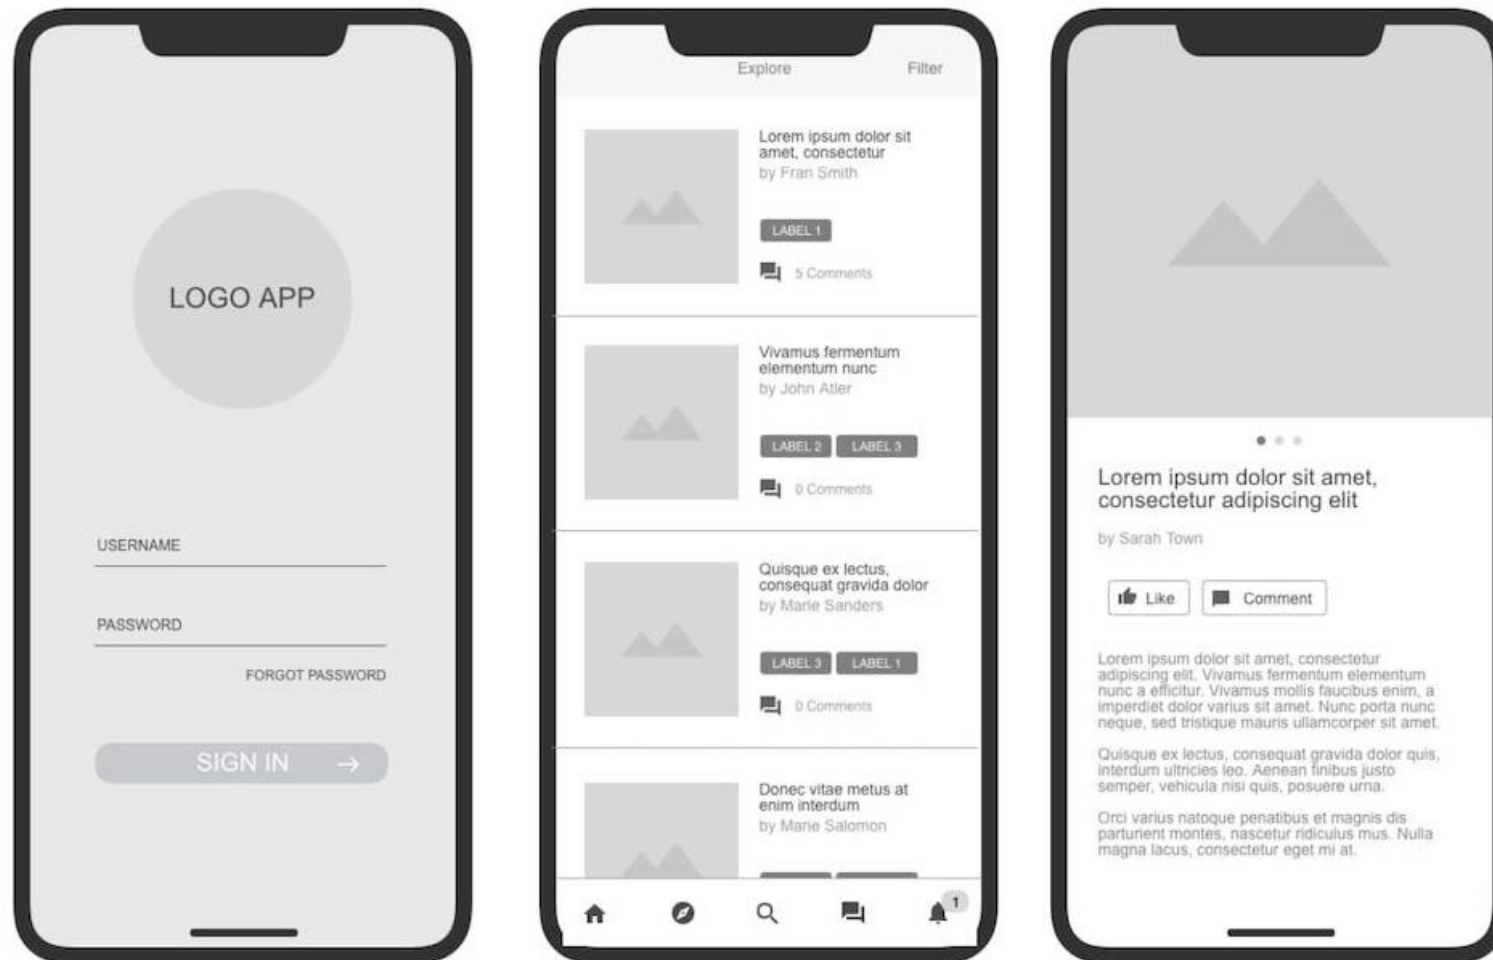 LOGO APP
USERNAME
PASSWORD
FORGOT PASSWORD
SIGN IN
Explore
Filter
Lorem ipsum dolor sit
amet, consectetur
by Fran Smith
LABEL 1
5 Comments
Vivamus fermentum
elementum nunc
by John Atler
LABEL 2
LABEL 3
0 Comments
Quisque ex lectus,
consequat gravida dolor
by Marie Sanders
LABEL 3
LABEL 1
0 Comments
Donec vitae metus at
enim interdum
by Marie Salomon
1
Lorem ipsum dolor sit amet,
consectetur adipiscing elit
by Sarah Town
Like
Comment
Lorem ipsum dolor sit amet, consectetur
adipiscing elit. Vivamus fermentum elementum
nunc a efficitur. Vivamus mollis faucibus enim, a
imperdiet dolor varius sit amet. Nunc porta nunc
neque, sed tristique mauris ullamcorper sit amet.
Quisque ex lectus, consequat gravida dolor quis,
interdum ultricies leo. Aenean finibus justo
semper, vehicula nisi quis, posuere urna.
Orci varius natoque penatibus et magnis dis
parturient montes, nascetur ridiculus mus. Nulla
magna lacus, consectetur eget mi at.